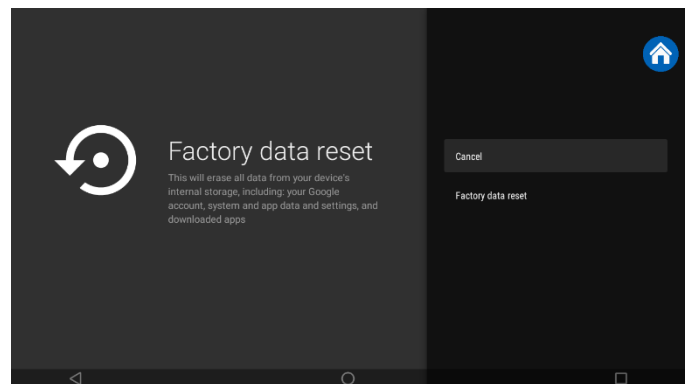 Factory data reset
This will erase all data from your device's
internal storage, including: your Google
account, system and app data and settings, and
downloaded apps
Cancel
Factory data reset